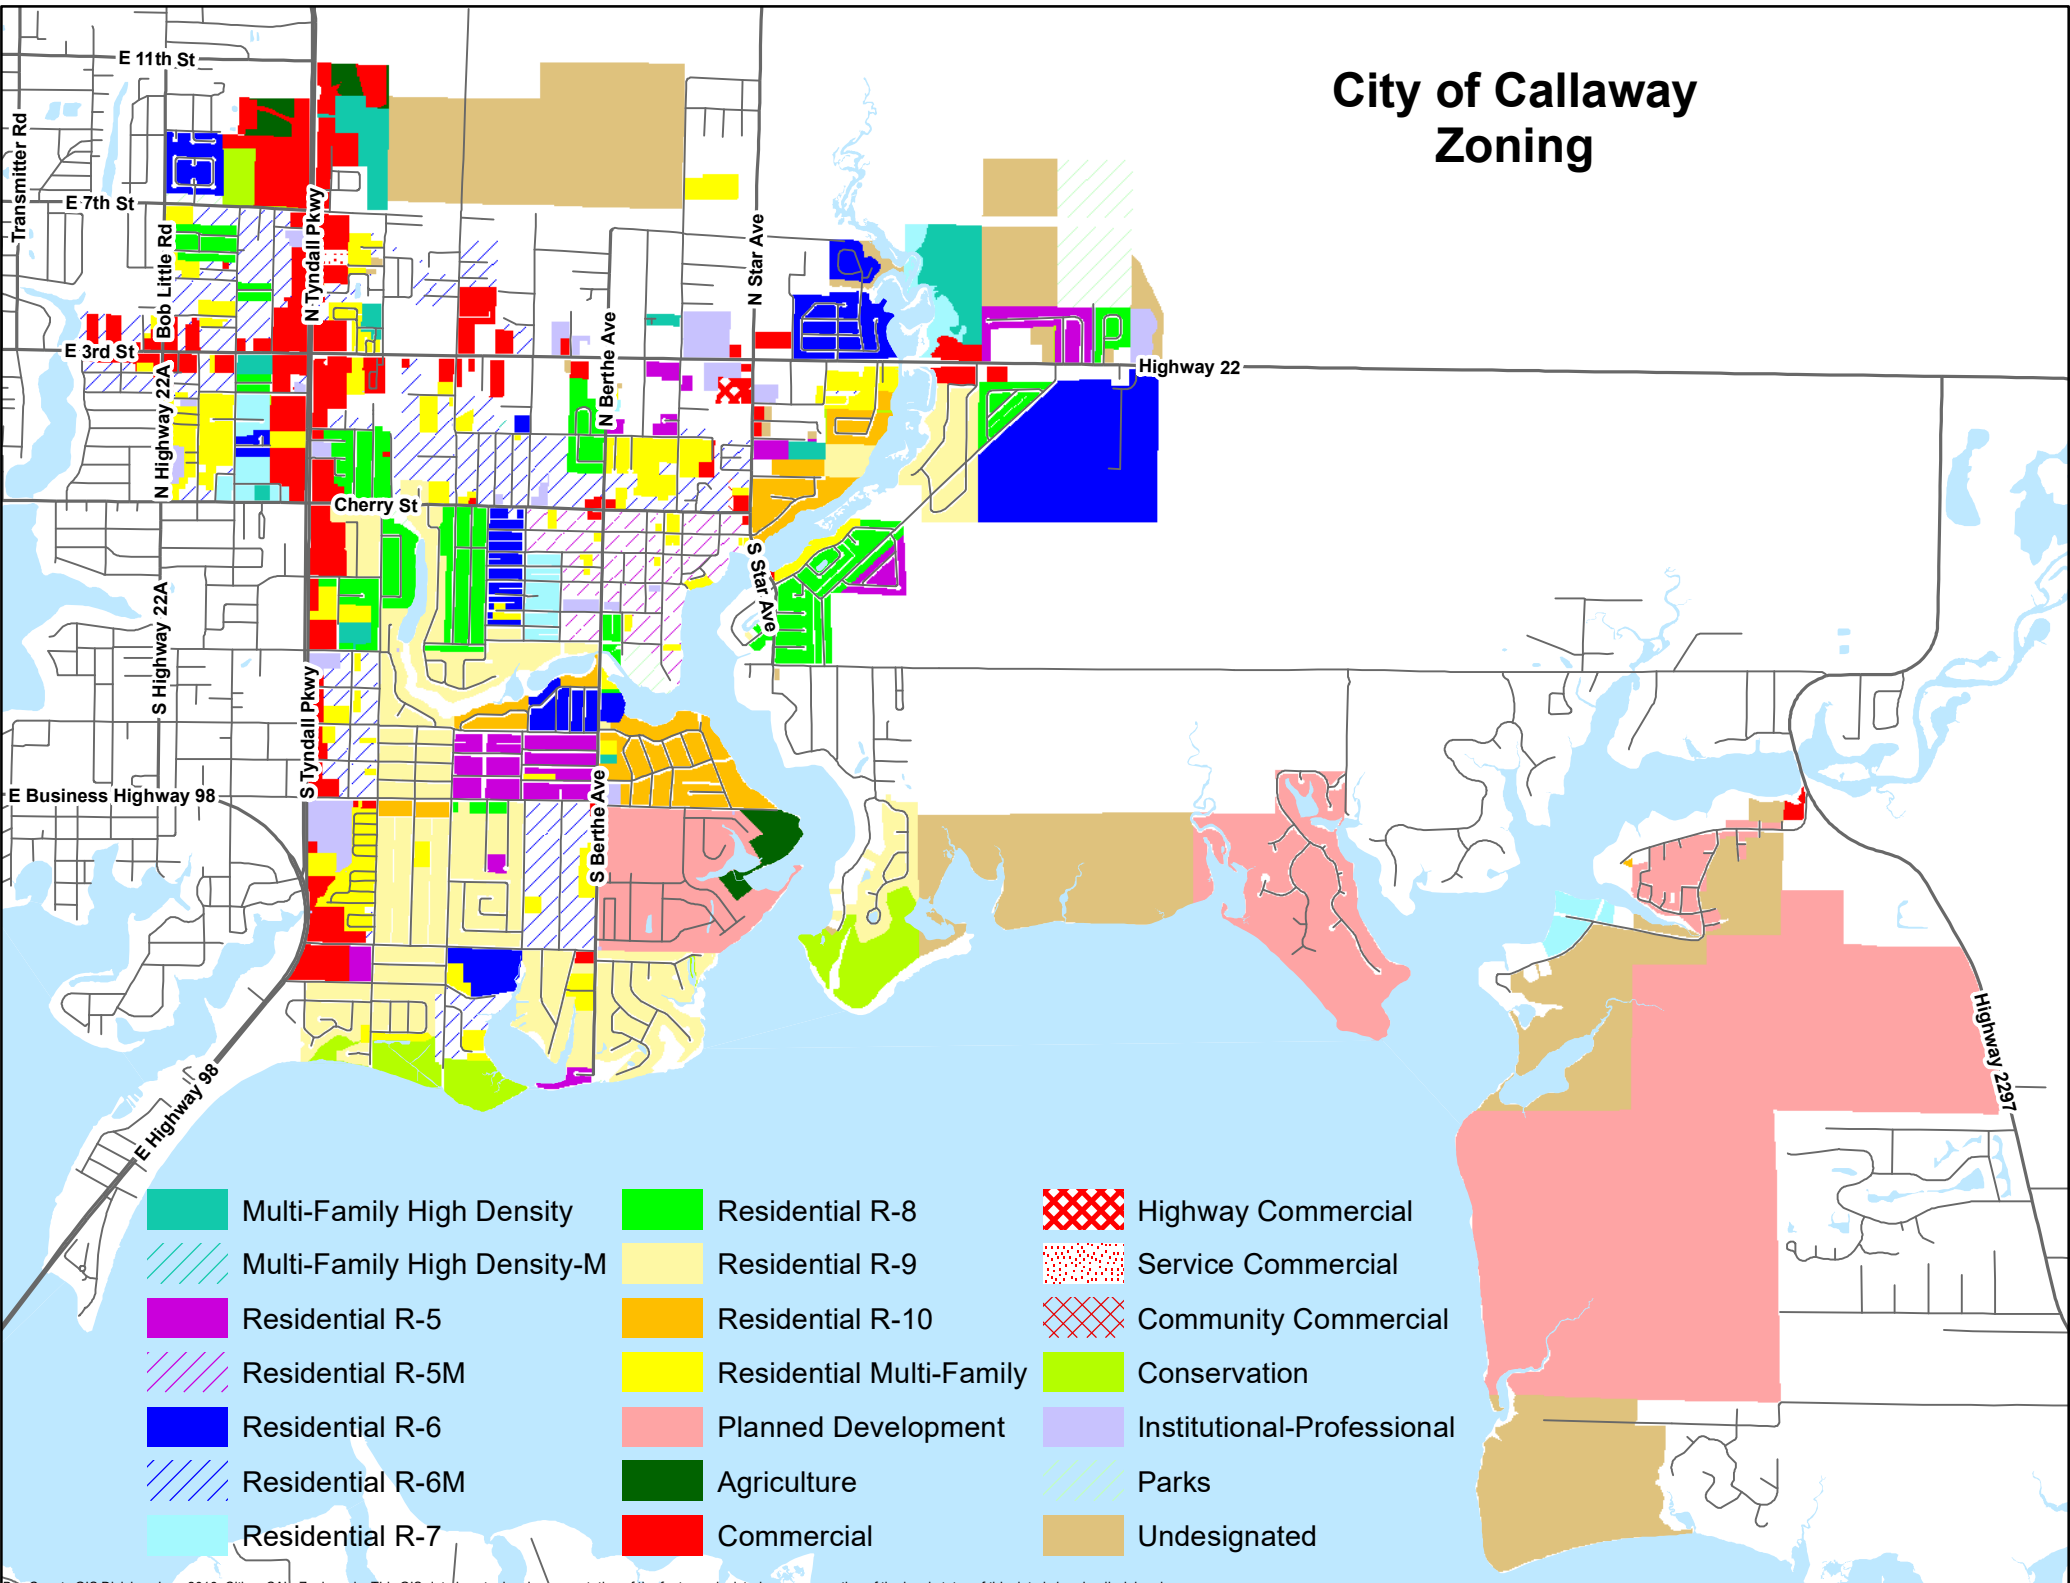 City of Callaway
Zoning
E 11th St
Transmitter Rd
E 7th St
Bob Little Rd
N Tyndall Pkwy
N Star Ave
N Berthe Ave
E 3rd St
Highway 22
N Highway 22A
Cherry St
S Star Ave
S Highway 22A
S Tyndall Pkwy
E Business Highway 98
S Berthe Ave
Highway 2297
E Highway 98
Multi-Family High Density
Multi-Family High Density-M
Residential R-5
Residential R-5M
Residential R-6
Residential R-6M
Residential R-7
Residential R-8
Residential R-9
Residential R-10
Residential Multi-Family
Planned Development
Agriculture
Commercial
Highway Commercial
Service Commercial
Community Commercial
Conservation
Institutional-Professional
Parks
Undesignated